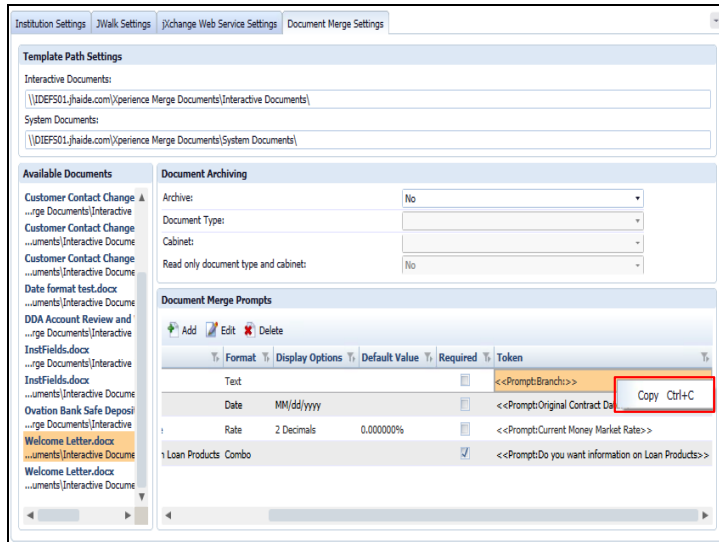 Institution Settings JWalk Settings jXchange Web Service Settings Document Merge Settings
Template Path Settings
Interactive Documents:
\\IDEFS01.jhaide.com\Xperience Merge Documents\Interactive Documents\
System Documents:
\\DIEFS01.jhaide.com\Xperience Merge Documents\System Documents\
Available Documents
Customer Contact Change
...rge Documents\Interactive
Customer Contact Change
...uments\Interactive Docume
Customer Contact Change
...uments\Interactive Docume
Date format test.docx
...uments\Interactive Docume
DDA Account Review and
...rge Documents\Interactive
InstFields.docx
...rge Documents\Interactive
InstFields.docx
...uments\Interactive Docume
Ovation Bank Safe Deposi
...rge Documents\Interactive
Welcome Letter.docx
...uments\Interactive Docume
Welcome Letter.docx
...uments\Interactive Docume
Document Archiving
Archive: No
Document Type:
Cabinet:
Read only document type and cabinet: No
Document Merge Prompts
Add Edit Delete
Format Display Options Default Value Required Token
Text <<Prompt:Branch:>>
Date MM/dd/yyyy <<Prompt:Original Contract Da
Copy Ctrl+C
Rate 2 Decimals 0.000000% <<Prompt:Current Money Market Rate>>
n Loan Products Combo <<Prompt:Do you want information on Loan Products>>